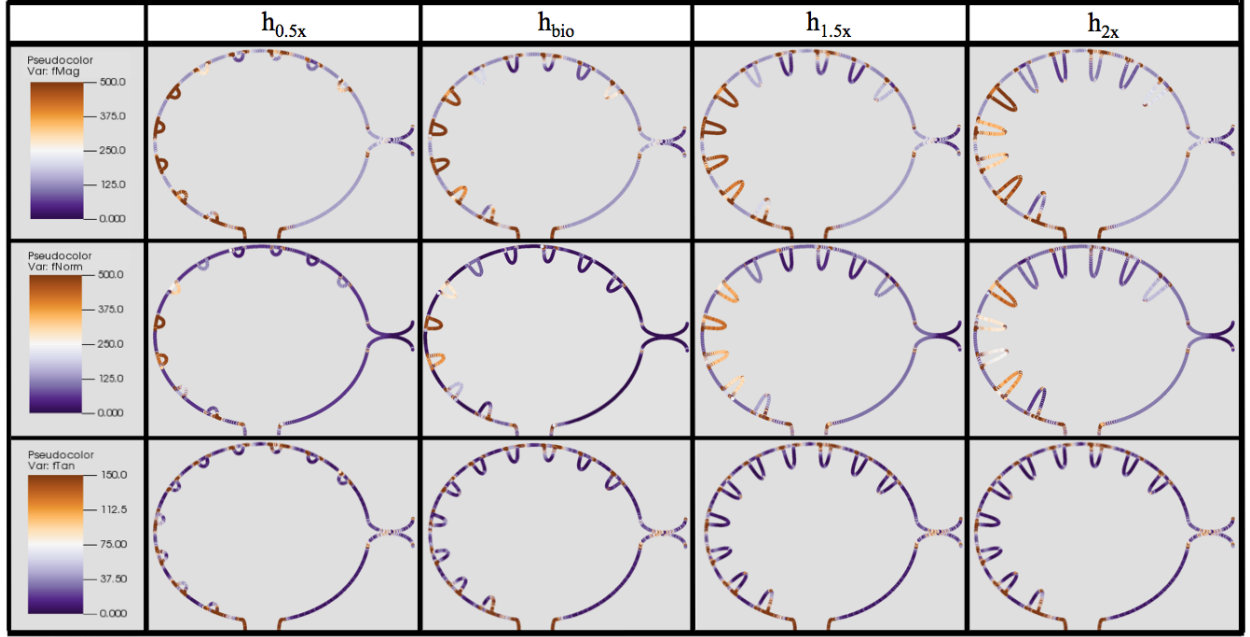 h0.5x
hbio
h1.5x
h2x
Pseudocolor
Var: fMag
500.0
375.0
250.0
125.0
0.000
Pseudocolor
Var: fNorm
500.0
375.0
250.0
125.0
0.000
Pseudocolor
Var: fTan
150.0
112.5
75.00
37.50
0.000